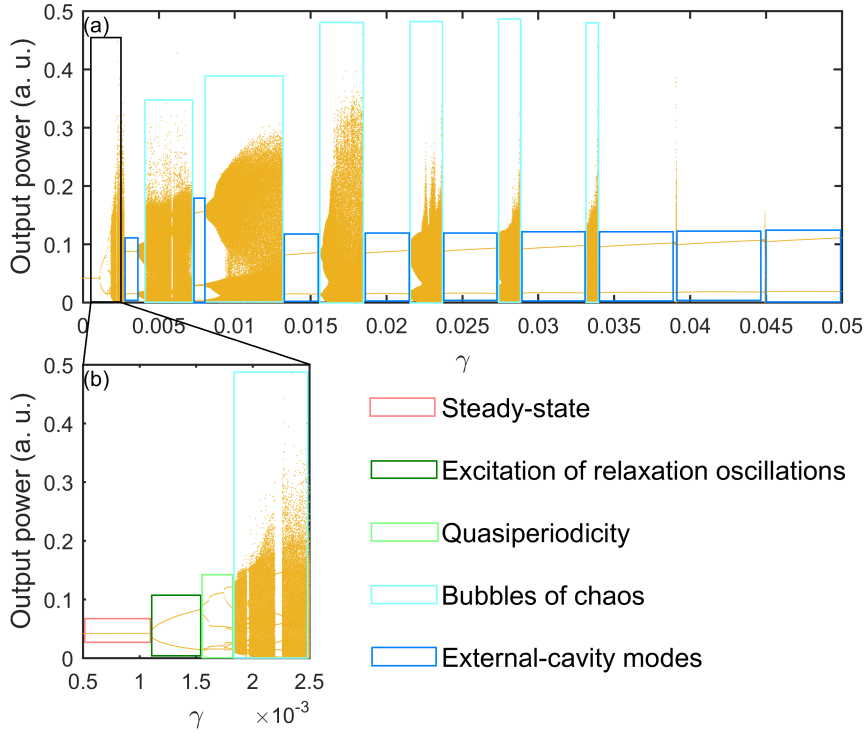 (a)
Output power (a. u.)
0.5
0.4
0.3
0.2
0.1
0
0 0.005 0.01 0.015 0.02 0.025 0.03 0.035 0.04 0.045 0.05
γ
(b)
Output power (a. u.)
0.5
0.4
0.3
0.2
0.1
0
0.5 1 1.5 2 2.5
γ ×10⁻³
Steady-state
Excitation of relaxation oscillations
Quasiperiodicity
Bubbles of chaos
External-cavity modes